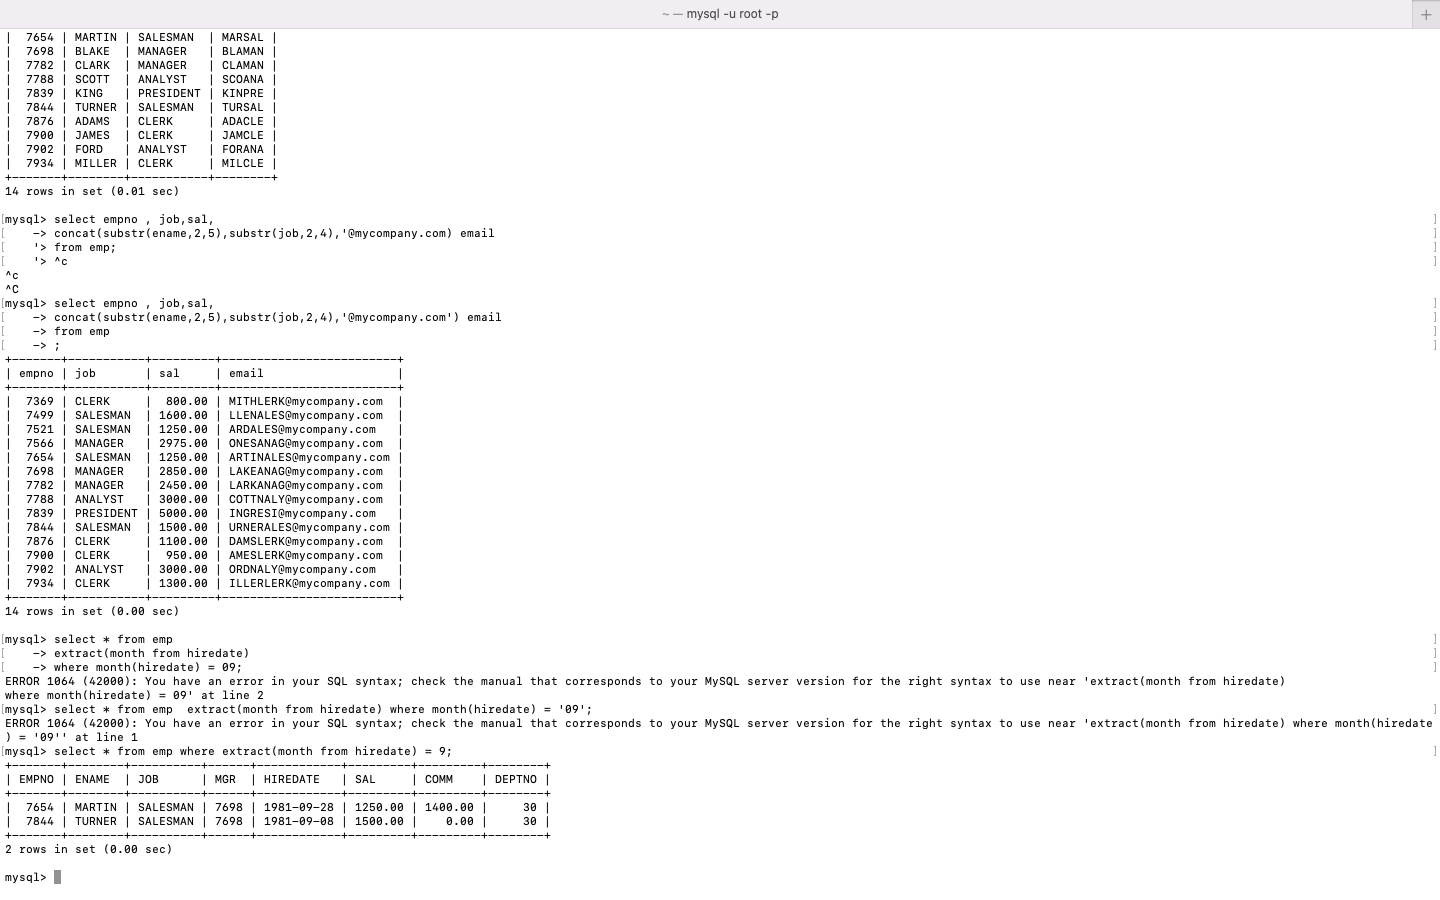 ~ — mysql -u root -p
+
|  7654 | MARTIN | SALESMAN  | MARSAL |
|  7698 | BLAKE  | MANAGER   | BLAMAN |
|  7782 | CLARK  | MANAGER   | CLAMAN |
|  7788 | SCOTT  | ANALYST   | SCOANA |
|  7839 | KING   | PRESIDENT | KINPRE |
|  7844 | TURNER | SALESMAN  | TURSAL |
|  7876 | ADAMS  | CLERK     | ADACLE |
|  7900 | JAMES  | CLERK     | JAMCLE |
|  7902 | FORD   | ANALYST   | FORANA |
|  7934 | MILLER | CLERK     | MILCLE |
+-------+--------+-----------+--------+
14 rows in set (0.01 sec)
[mysql> select empno , job,sal, ]
[    -> concat(substr(ename,2,5),substr(job,2,4),'@mycompany.com) email ]
[    '> from emp; ]
[    '> ^c ]
^c
^C
[mysql> select empno , job,sal, ]
[    -> concat(substr(ename,2,5),substr(job,2,4),'@mycompany.com') email ]
[    -> from emp ]
[    -> ; ]
+-------+-----------+---------+-------------------------+
| empno | job       | sal     | email                   |
+-------+-----------+---------+-------------------------+
|  7369 | CLERK     |  800.00 | MITHLERK@mycompany.com  |
|  7499 | SALESMAN  | 1600.00 | LLENALES@mycompany.com  |
|  7521 | SALESMAN  | 1250.00 | ARDALES@mycompany.com   |
|  7566 | MANAGER   | 2975.00 | ONESANAG@mycompany.com  |
|  7654 | SALESMAN  | 1250.00 | ARTINALES@mycompany.com |
|  7698 | MANAGER   | 2850.00 | LAKEANAG@mycompany.com  |
|  7782 | MANAGER   | 2450.00 | LARKANAG@mycompany.com  |
|  7788 | ANALYST   | 3000.00 | COTTNALY@mycompany.com  |
|  7839 | PRESIDENT | 5000.00 | INGRESI@mycompany.com   |
|  7844 | SALESMAN  | 1500.00 | URNERALES@mycompany.com |
|  7876 | CLERK     | 1100.00 | DAMSLERK@mycompany.com  |
|  7900 | CLERK     |  950.00 | AMESLERK@mycompany.com  |
|  7902 | ANALYST   | 3000.00 | ORDNALY@mycompany.com   |
|  7934 | CLERK     | 1300.00 | ILLERLERK@mycompany.com |
+-------+-----------+---------+-------------------------+
14 rows in set (0.00 sec)
[mysql> select * from emp ]
[    -> extract(month from hiredate) ]
[    -> where month(hiredate) = 09; ]
ERROR 1064 (42000): You have an error in your SQL syntax; check the manual that corresponds to your MySQL server version for the right syntax to use near 'extract(month from hiredate)
where month(hiredate) = 09' at line 2
[mysql> select * from emp  extract(month from hiredate) where month(hiredate) = '09'; ]
ERROR 1064 (42000): You have an error in your SQL syntax; check the manual that corresponds to your MySQL server version for the right syntax to use near 'extract(month from hiredate) where month(hiredate
) = '09'' at line 1
[mysql> select * from emp where extract(month from hiredate) = 9; ]
+-------+--------+----------+------+------------+---------+---------+--------+
| EMPNO | ENAME  | JOB      | MGR  | HIREDATE   | SAL     | COMM    | DEPTNO |
+-------+--------+----------+------+------------+---------+---------+--------+
|  7654 | MARTIN | SALESMAN | 7698 | 1981-09-28 | 1250.00 | 1400.00 |     30 |
|  7844 | TURNER | SALESMAN | 7698 | 1981-09-08 | 1500.00 |    0.00 |     30 |
+-------+--------+----------+------+------------+---------+---------+--------+
2 rows in set (0.00 sec)
mysql>